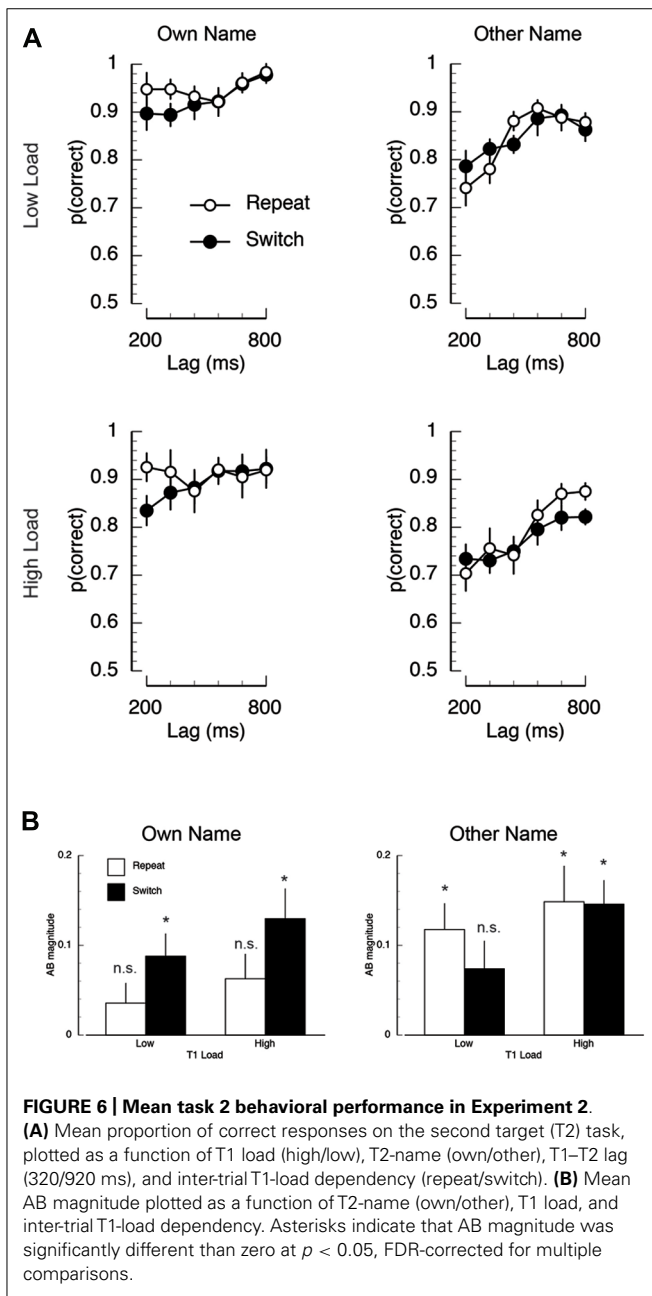 A
Own Name
Other Name
Low Load
p(correct)
1
0.9
0.8
0.7
0.6
0.5
Repeat
Switch
200
800
Lag (ms)
p(correct)
1
0.9
0.8
0.7
0.6
0.5
200
800
Lag (ms)
High Load
p(correct)
1
0.9
0.8
0.7
0.6
0.5
200
800
Lag (ms)
p(correct)
1
0.9
0.8
0.7
0.6
0.5
200
800
Lag (ms)
B
Own Name
AB magnitude
0.2
0.1
0
Repeat
Switch
n.s.
*
n.s.
*
Low
High
T1 Load
Other Name
AB magnitude
0.2
0.1
0
*
n.s.
*
*
Low
High
T1 Load
FIGURE 6 | Mean task 2 behavioral performance in Experiment 2.
(A) Mean proportion of correct responses on the second target (T2) task,
plotted as a function of T1 load (high/low), T2-name (own/other), T1–T2 lag
(320/920 ms), and inter-trial T1-load dependency (repeat/switch). (B) Mean
AB magnitude plotted as a function of T2-name (own/other), T1 load, and
inter-trial T1-load dependency. Asterisks indicate that AB magnitude was
significantly different than zero at p < 0.05, FDR-corrected for multiple
comparisons.